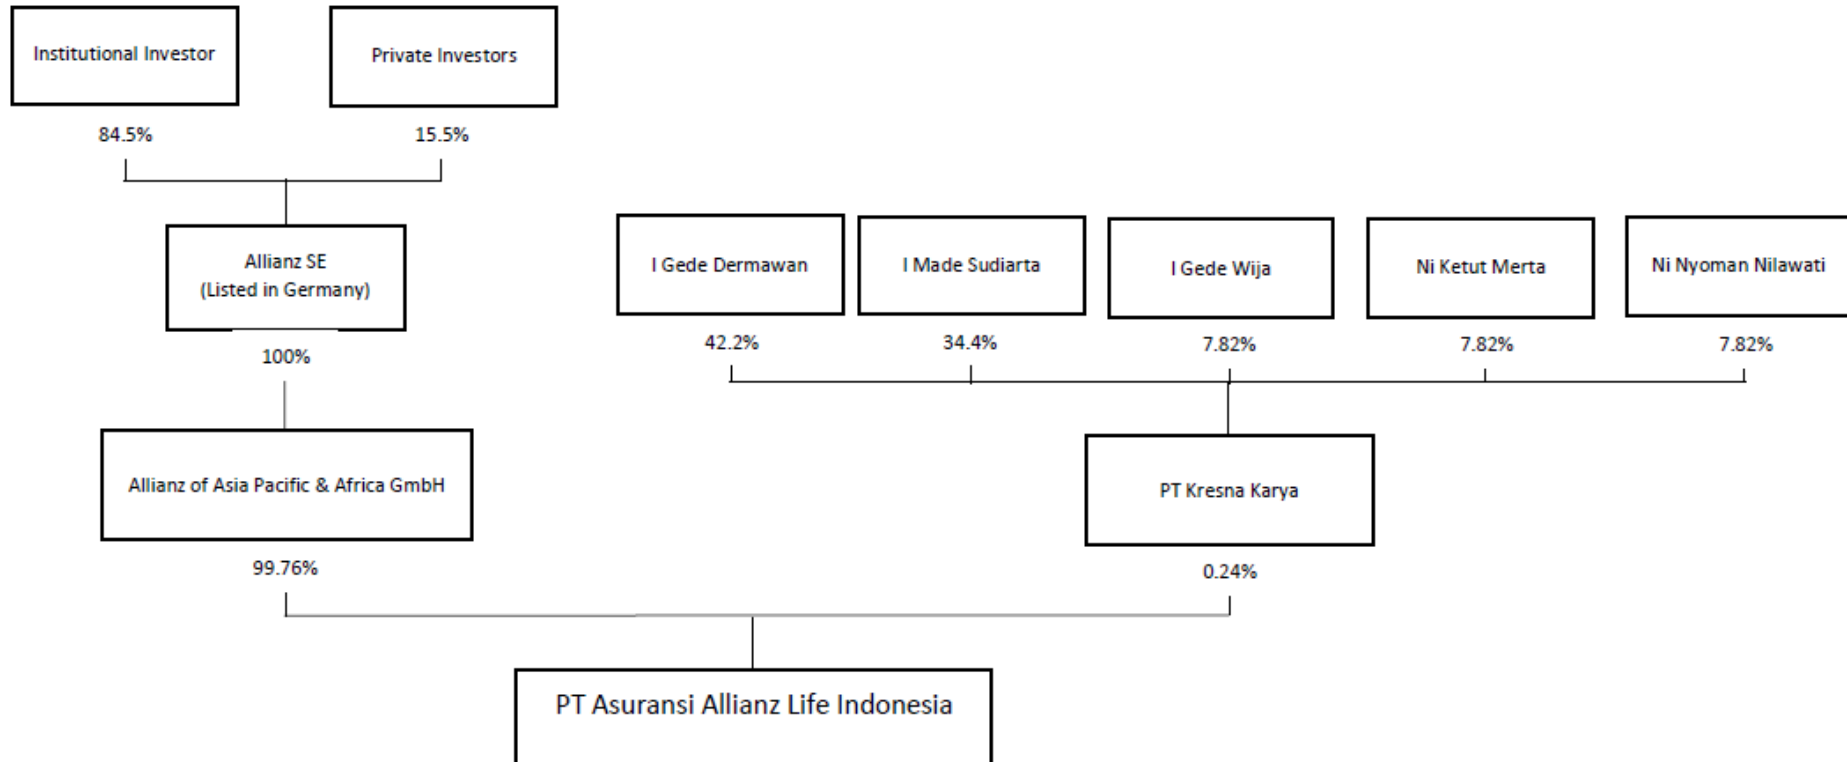 Institutional Investor
Private Investors
84.5%
15.5%
Allianz SE
(Listed in Germany)
100%
I Gede Dermawan
I Made Sudiarta
I Gede Wija
Ni Ketut Merta
Ni Nyoman Nilawati
42.2%
34.4%
7.82%
7.82%
7.82%
Allianz of Asia Pacific & Africa GmbH
PT Kresna Karya
99.76%
0.24%
PT Asuransi Allianz Life Indonesia